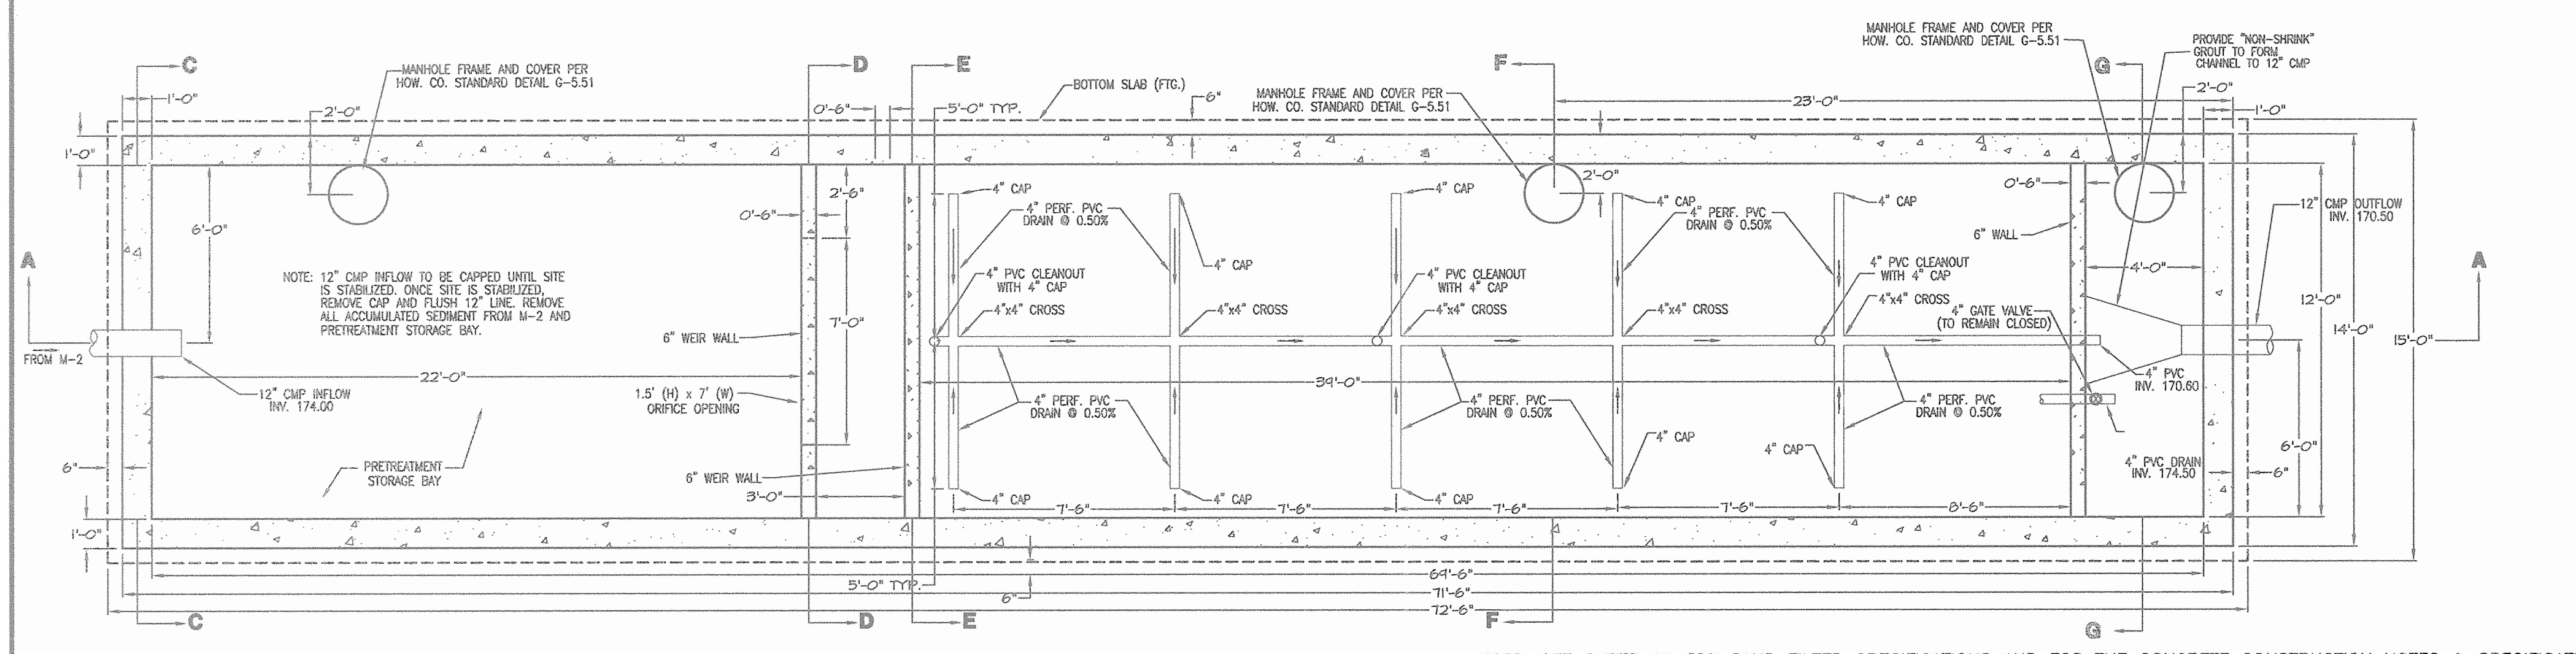 MANHOLE FRAME AND COVER PER
HOW. CO. STANDARD DETAIL G-5.51
PROVIDE "NON-SHRINK"
GROUT TO FORM
CHANNEL TO 12" CMP
C
MANHOLE FRAME AND COVER PER
HOW. CO. STANDARD DETAIL G-5.51
D
E
BOTTOM SLAB (FTG.)
F
G
1'-0"
2'-0"
0'-6"
5'-0" TYP.
6"
MANHOLE FRAME AND COVER PER
HOW. CO. STANDARD DETAIL G-5.51
23'-0"
2'-0"
1'-0"
1'-0"
6'-0"
0'-6"
2'-6"
4" CAP
4" PERF. PVC
DRAIN @ 0.50%
4" CAP
4" CAP
2'-0"
4" CAP
4" PERF. PVC
DRAIN @ 0.50%
4" CAP
0'-6"
6" WALL
12" CMP OUTFLOW
INV. 170.50
A
NOTE: 12" CMP INFLOW TO BE CAPPED UNTIL SITE
IS STABILIZED. ONCE SITE IS STABILIZED,
REMOVE CAP AND FLUSH 12" LINE. REMOVE
ALL ACCUMULATED SEDIMENT FROM M-2 AND
PRETREATMENT STORAGE BAY.
4" PVC CLEANOUT
WITH 4" CAP
4"x4" CROSS
4"x4" CROSS
4" PVC CLEANOUT
WITH 4" CAP
4"x4" CROSS
4"x4" CROSS
4" PVC CLEANOUT
WITH 4" CAP
4"x4" CROSS
4" GATE VALVE
(TO REMAIN CLOSED)
4'-0"
12'-0"
14'-0"
15'-0"
A
FROM M-2
6" WEIR WALL
7'-0"
22'-0"
39'-0"
12" CMP INFLOW
INV. 174.00
1.5' (H) x 7' (W)
ORIFICE OPENING
4" PERF. PVC
DRAIN @ 0.50%
4" PERF. PVC
DRAIN @ 0.50%
4" PERF. PVC
DRAIN @ 0.50%
4" PVC
INV. 170.60
6"
PRETREATMENT
STORAGE BAY
6" WEIR WALL
3'-0"
4" CAP
4" CAP
4" CAP
4" CAP
4" CAP
4" PVC DRAIN
INV. 174.50
6'-0"
6"
7'-6"
7'-6"
7'-6"
7'-6"
8'-6"
1'-0"
5'-0" TYP.
6"
69'-6"
71'-6"
72'-6"
C
D
E
F
G